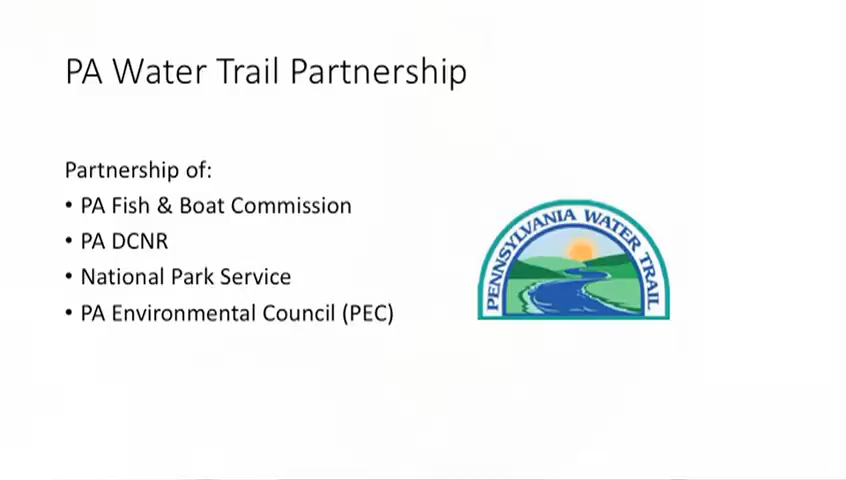 PA Water Trail Partnership
Partnership of:
• PA Fish & Boat Commission
• PA DCNR
• National Park Service
• PA Environmental Council (PEC)
PENNSYLVANIA WATER TRAIL